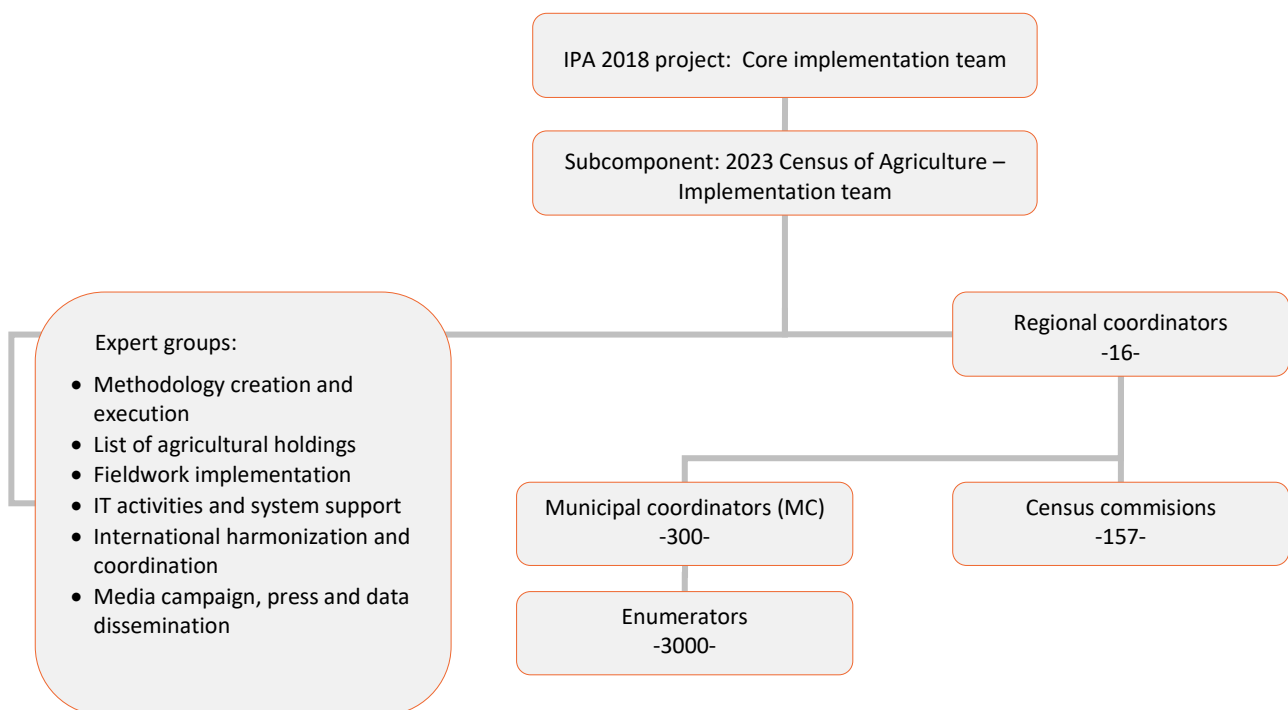 IPA 2018 project:  Core implementation team
Subcomponent: 2023 Census of Agriculture –
Implementation team
Expert groups:
• Methodology creation and
execution
• List of agricultural holdings
• Fieldwork implementation
• IT activities and system support
• International harmonization and
coordination
• Media campaign, press and data
dissemination
Regional coordinators
-16-
Municipal coordinators (MC)
-300-
Census commisions
-157-
Enumerators
-3000-